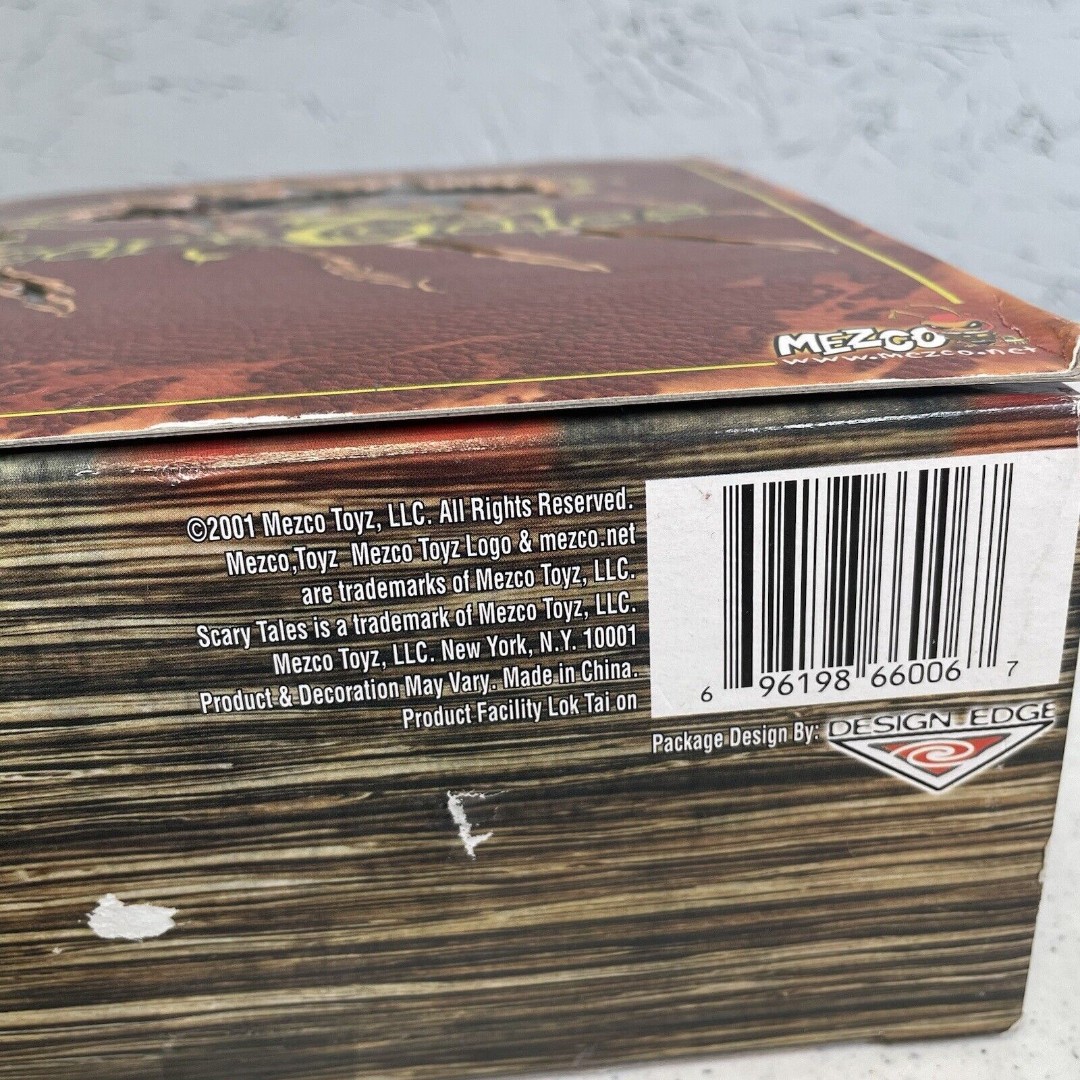 Scary Tales
MEZCO
www.mezco.net
©2001 Mezco Toyz, LLC. All Rights Reserved.
Mezco,Toyz Mezco Toyz Logo & mezco.net
are trademarks of Mezco Toyz, LLC.
Scary Tales is a trademark of Mezco Toyz, LLC.
Mezco Toyz, LLC. New York, N.Y. 10001
Product & Decoration May Vary. Made in China.
Product Facility Lok Tai on
6 96198 66006 7
Package Design By: DESIGN EDGE